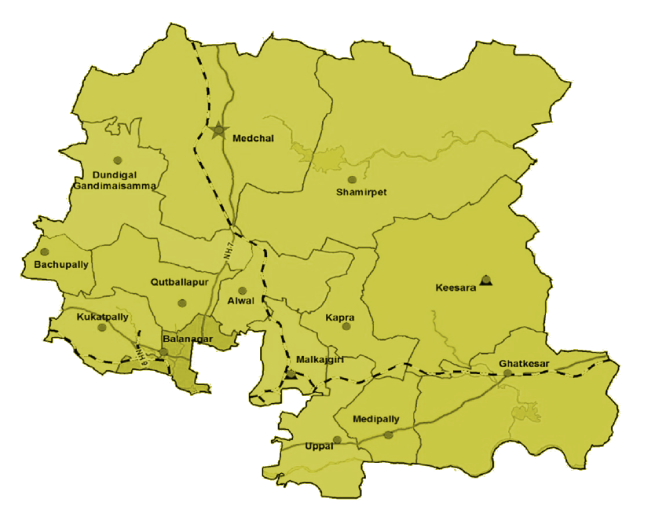 Medchal
Dundigal
Gandimaisamma
Shamirpet
NH-7
Bachupally
Qutballapur
Alwal
Keesara
Kukatpally
Kapra
Balanagar
NH-9
Malkajgiri
Ghatkesar
Medipally
Uppal